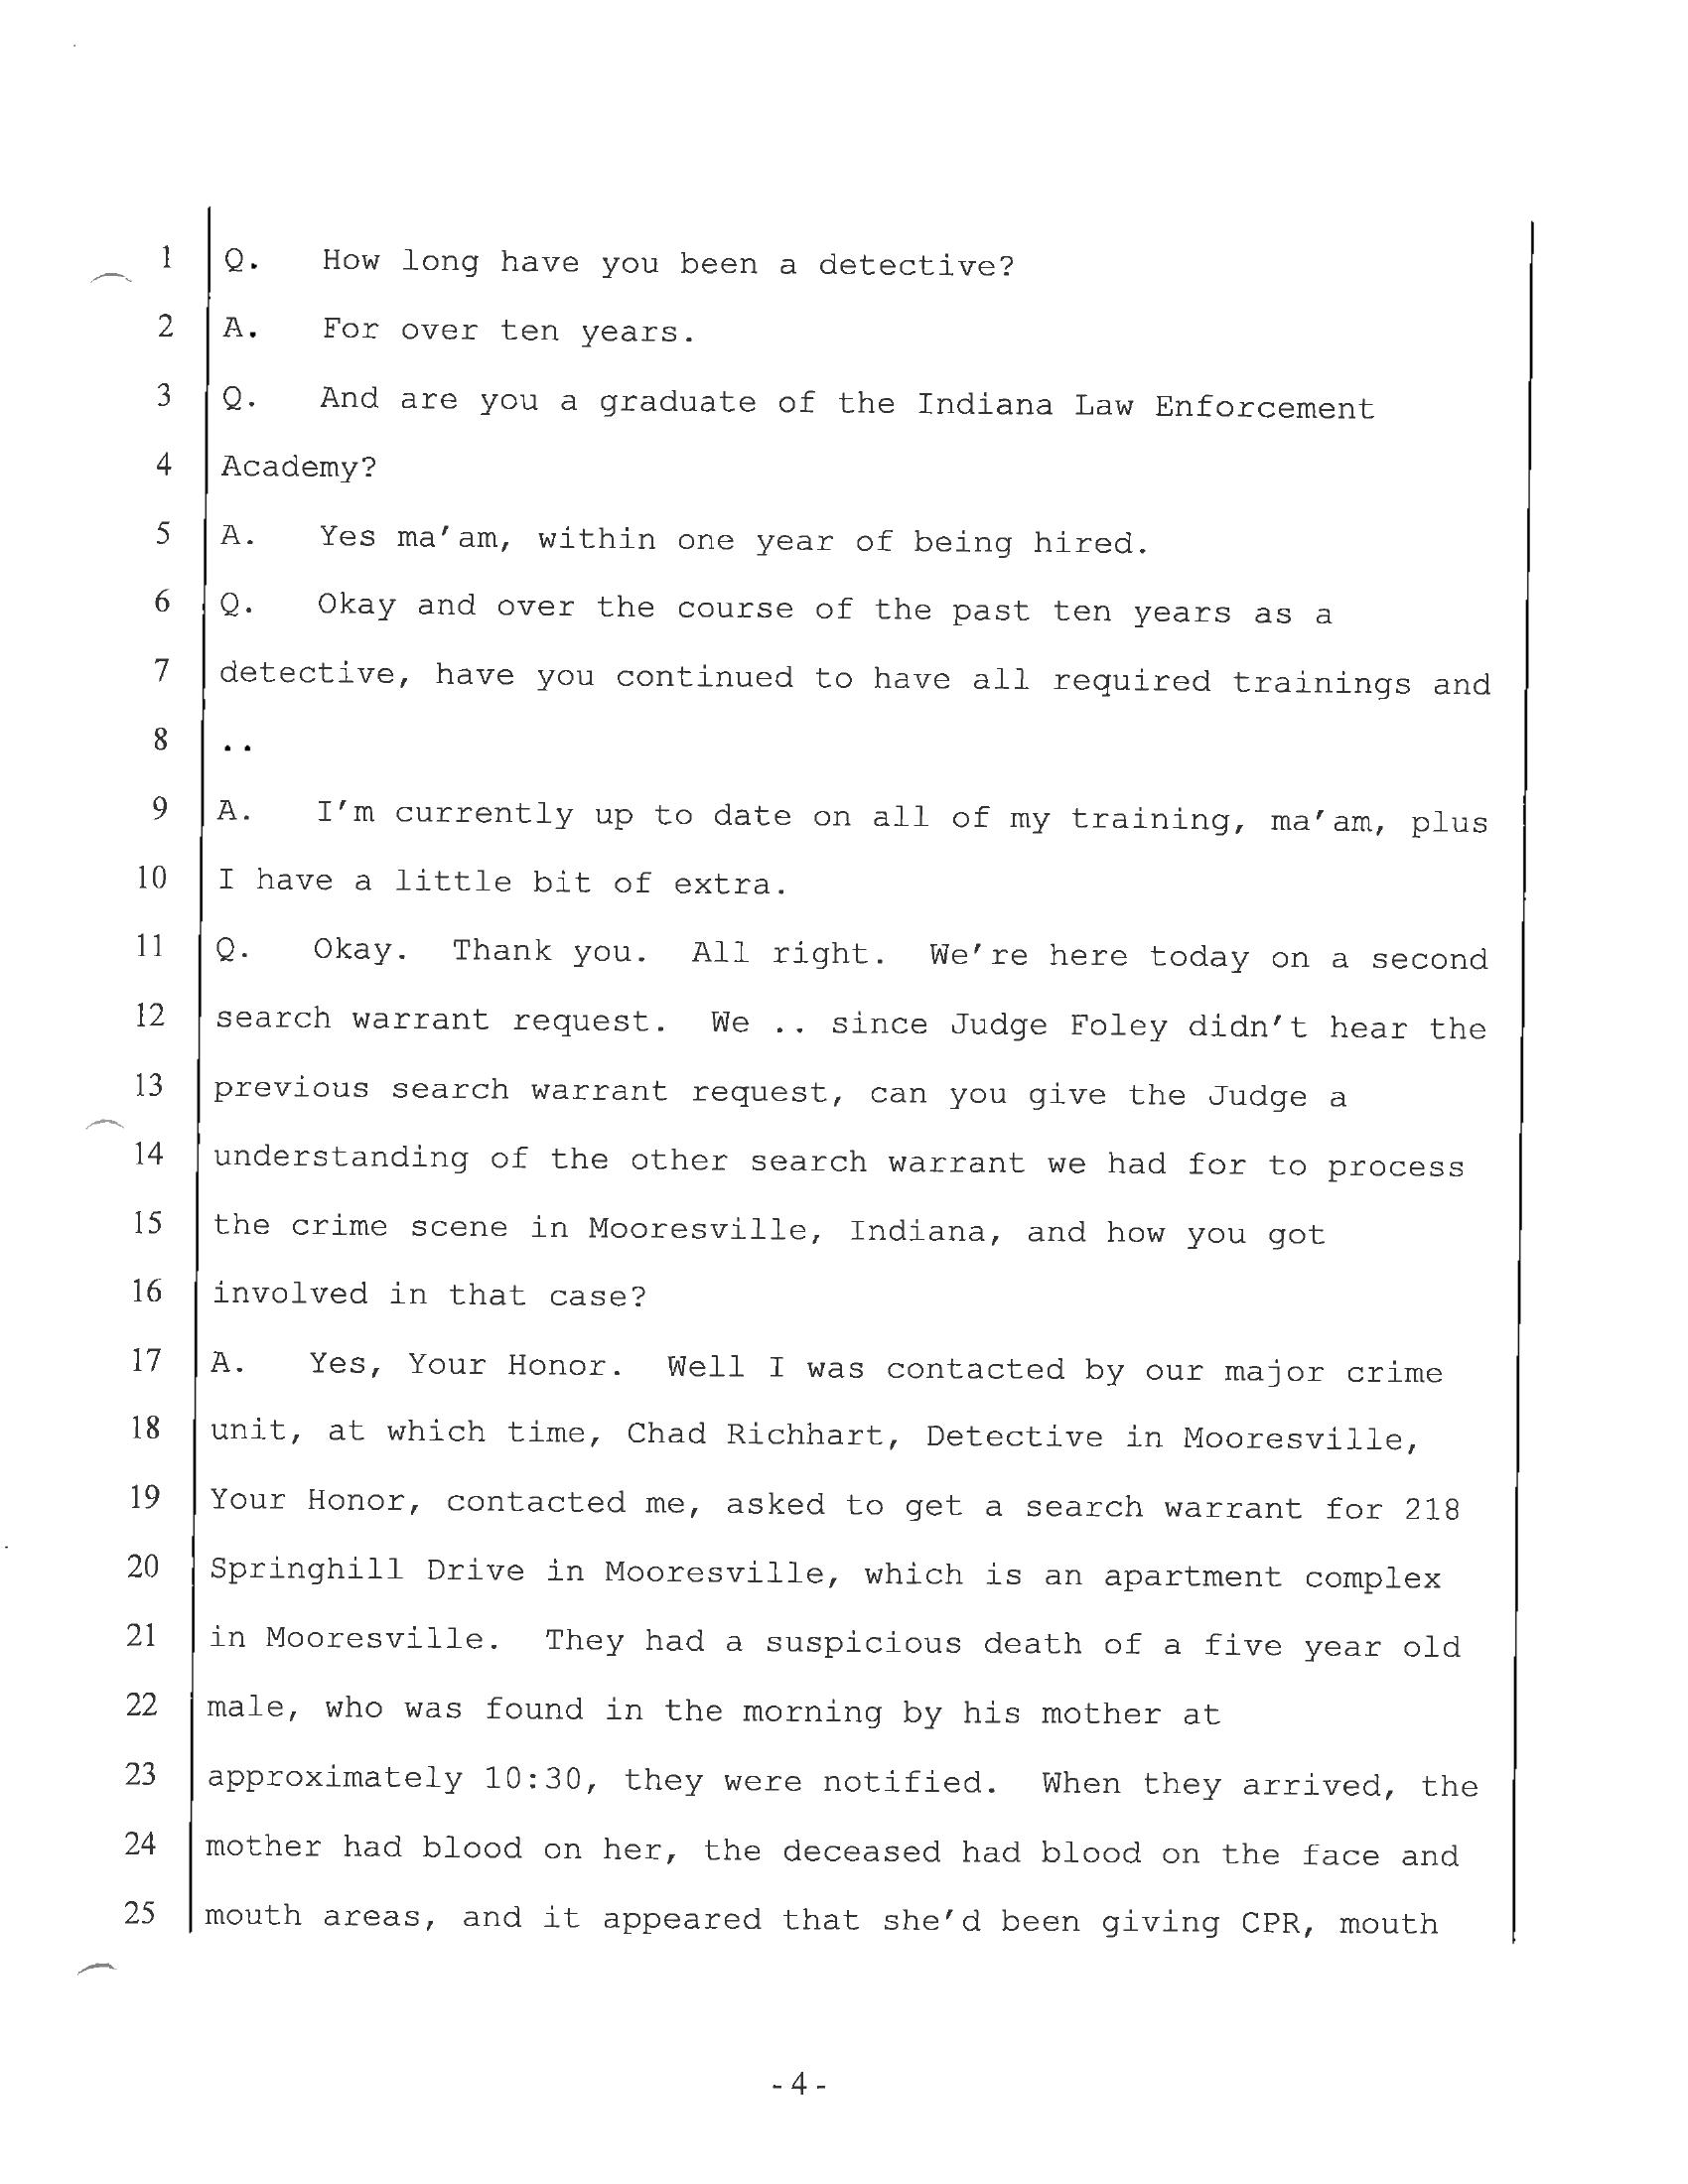 1 Q. How long have you been a detective?
2 A. For over ten years.
3 Q. And are you a graduate of the Indiana Law Enforcement
4 Academy?
5 A. Yes ma'am, within one year of being hired.
6 Q. Okay and over the course of the past ten years as a
7 detective, have you continued to have all required trainings and
8 ..
9 A. I'm currently up to date on all of my training, ma'am, plus
10 I have a little bit of extra.
11 Q. Okay. Thank you. All right. We're here today on a second
12 search warrant request. We .. since Judge Foley didn't hear the
13 previous search warrant request, can you give the Judge a
14 understanding of the other search warrant we had for to process
15 the crime scene in Mooresville, Indiana, and how you got
16 involved in that case?
17 A. Yes, Your Honor. Well I was contacted by our major crime
18 unit, at which time, Chad Richhart, Detective in Mooresville,
19 Your Honor, contacted me, asked to get a search warrant for 218
20 Springhill Drive in Mooresville, which is an apartment complex
21 in Mooresville. They had a suspicious death of a five year old
22 male, who was found in the morning by his mother at
23 approximately 10:30, they were notified. When they arrived, the
24 mother had blood on her, the deceased had blood on the face and
25 mouth areas, and it appeared that she'd been giving CPR, mouth
- 4 -